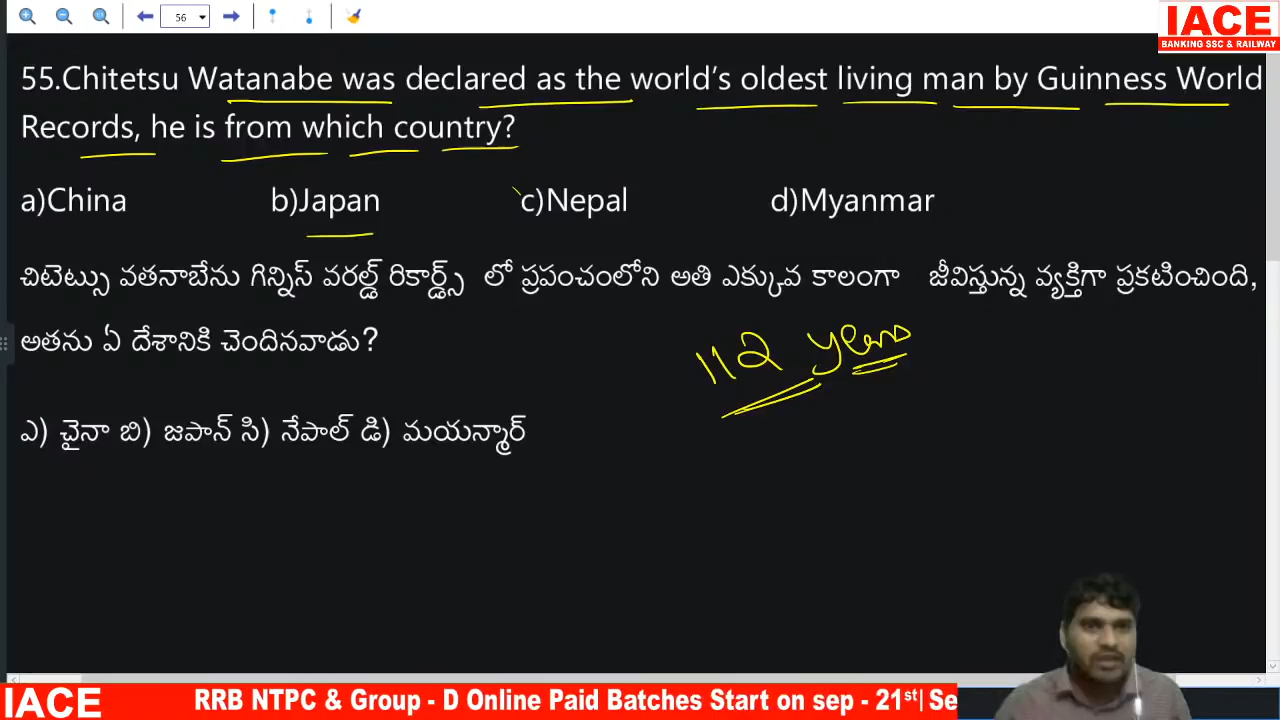 56
IACE
BANKING SSC & RAILWAY
55.Chitetsu Watanabe was declared as the world's oldest living man by Guinness World
Records, he is from which country?
a)China b)Japan c)Nepal d)Myanmar
చిటెట్సు వతనాబేను గిన్నిస్ వరల్డ్ రికార్డ్స్ లో ప్రపంచంలోని అతి ఎక్కువ కాలంగా జీవిస్తున్న వ్యక్తిగా ప్రకటించింది,
అతను ఏ దేశానికి చెందినవాడు?
112 years
ఎ) చైనా బి) జపాన్ సి) నేపాల్ డి) మయన్మార్
IACE RRB NTPC & Group - D Online Paid Batches Start on sep - 21st| Se